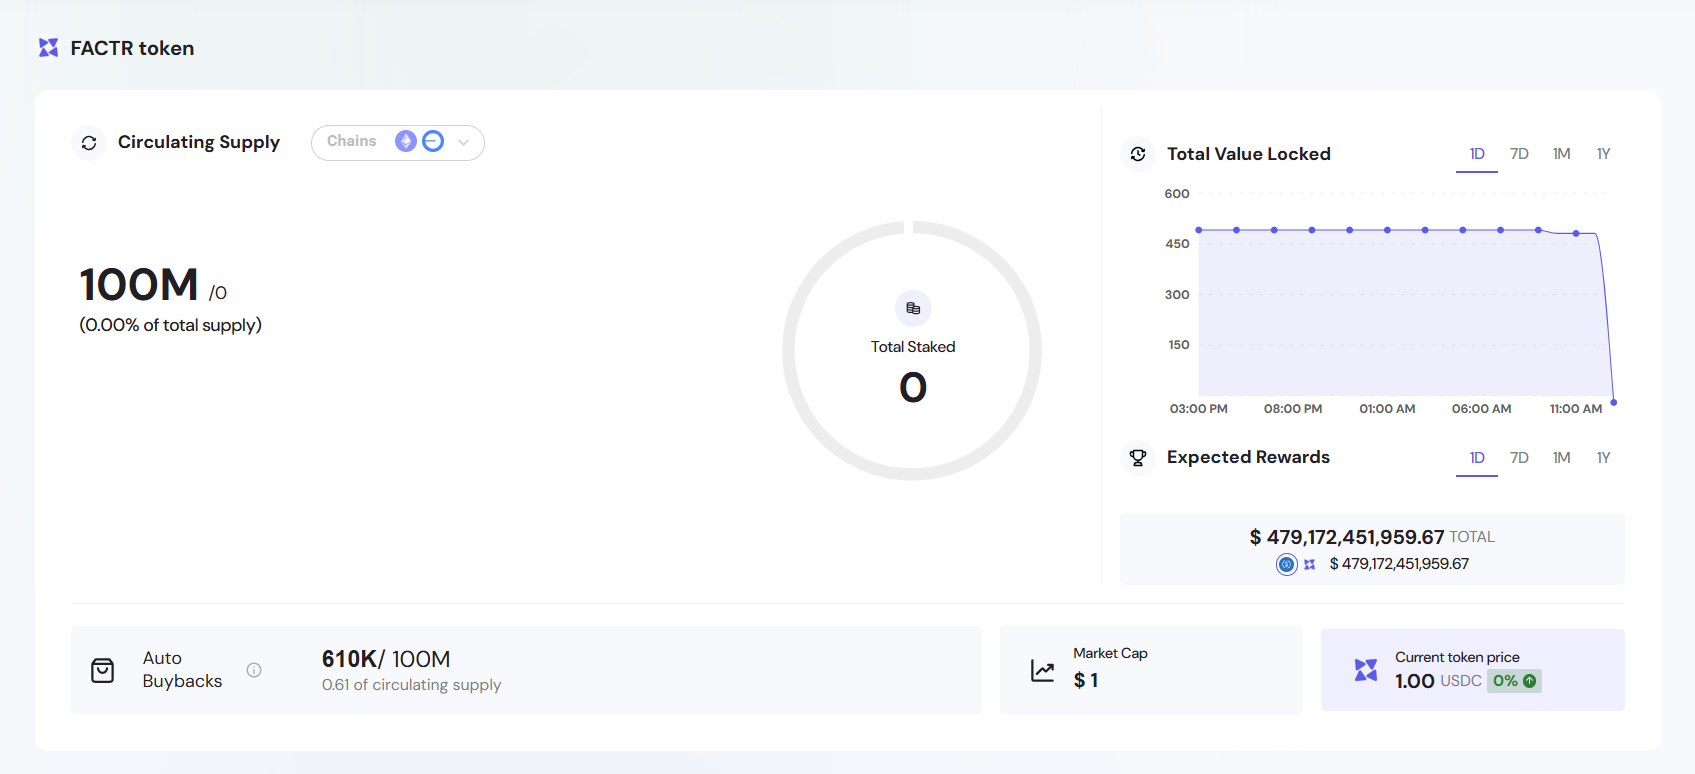 FACTR token
Circulating Supply
Chains
100M /0
(0.00% of total supply)
Total Staked
0
Total Value Locked
1D 7D 1M 1Y
600
450
300
150
03:00 PM 08:00 PM 01:00 AM 06:00 AM 11:00 AM
Expected Rewards
1D 7D 1M 1Y
$ 479,172,451,959.67 TOTAL
$ 479,172,451,959.67
Auto
Buybacks
610K/ 100M
0.61 of circulating supply
Market Cap
$ 1
Current token price
1.00 USDC 0%